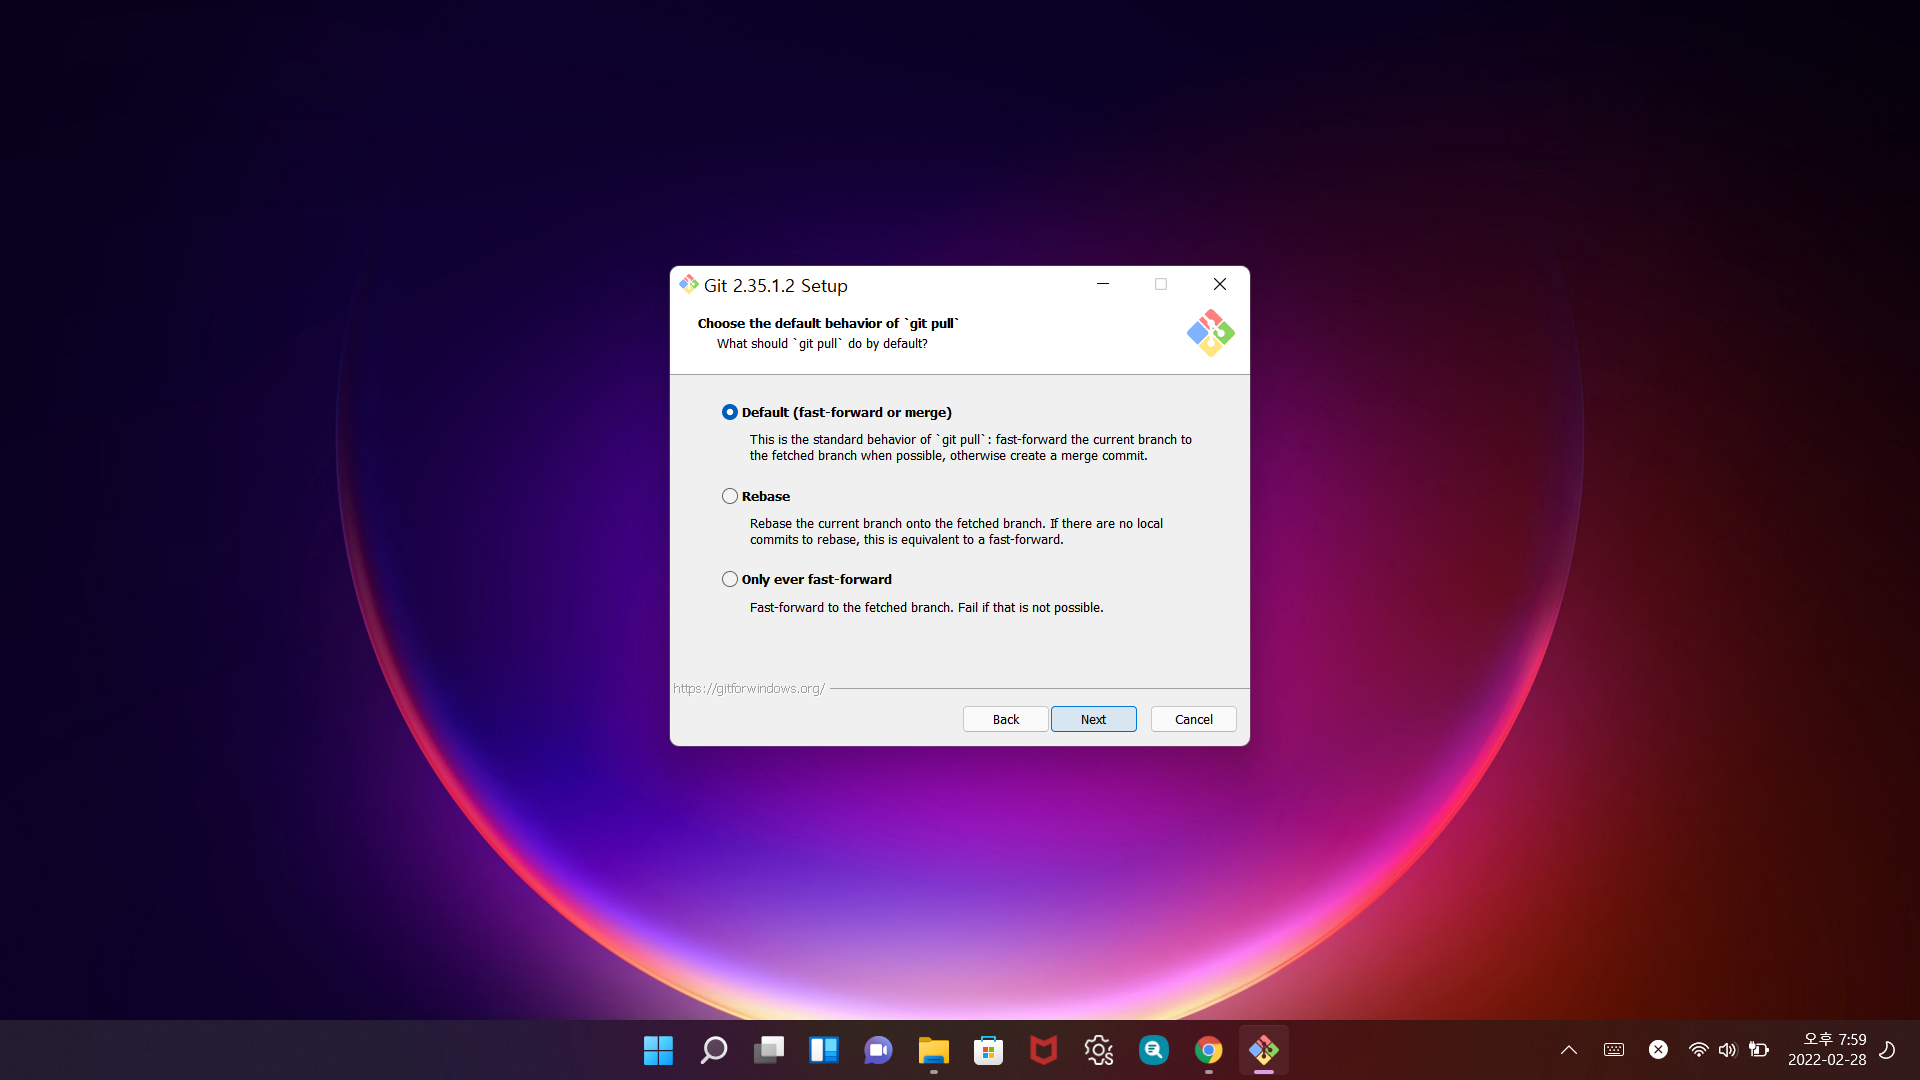 Git 2.35.1.2 Setup
Choose the default behavior of `git pull`
What should `git pull` do by default?
Default (fast-forward or merge)
This is the standard behavior of `git pull`: fast-forward the current branch to
the fetched branch when possible, otherwise create a merge commit.
Rebase
Rebase the current branch onto the fetched branch. If there are no local
commits to rebase, this is equivalent to a fast-forward.
Only ever fast-forward
Fast-forward to the fetched branch. Fail if that is not possible.
https://gitforwindows.org/
Back
Next
Cancel
OS
오후 7:59
2022-02-28